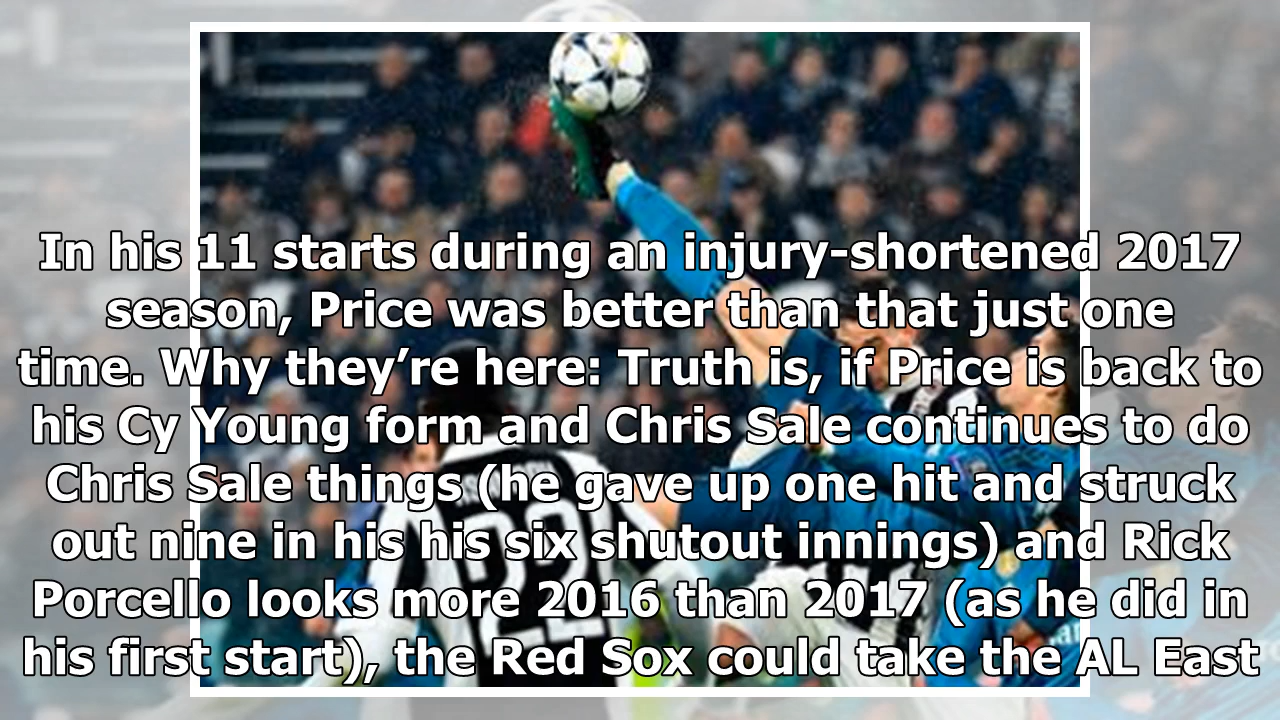 In his 11 starts during an injury-shortened 2017
season, Price was better than that just one
time. Why they’re here: Truth is, if Price is back to
his Cy Young form and Chris Sale continues to do
Chris Sale things (he gave up one hit and struck
out nine in his his six shutout innings) and Rick
Porcello looks more 2016 than 2017 (as he did in
his first start), the Red Sox could take the AL East
22